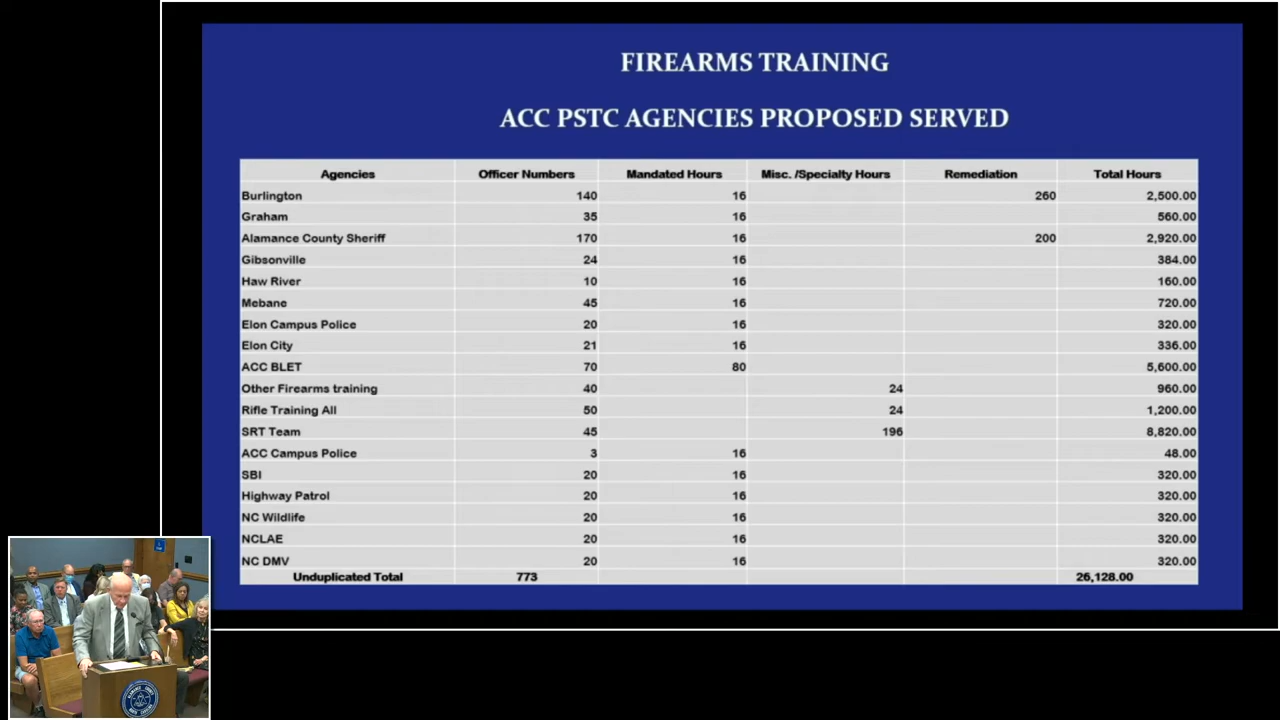 FIREARMS TRAINING
ACC PSTC AGENCIES PROPOSED SERVED
Agencies Officer Numbers Mandated Hours Misc. /Specialty Hours Remediation Total Hours
Burlington 140 16 260 2,500.00
Graham 35 16 560.00
Alamance County Sheriff 170 16 200 2,920.00
Gibsonville 24 16 384.00
Haw River 10 16 160.00
Mebane 45 16 720.00
Elon Campus Police 20 16 320.00
Elon City 21 16 336.00
ACC BLET 70 80 5,600.00
Other Firearms training 40 24 960.00
Rifle Training All 50 24 1,200.00
SRT Team 45 196 8,820.00
ACC Campus Police 3 16 48.00
SBI 20 16 320.00
Highway Patrol 20 16 320.00
NC Wildlife 20 16 320.00
NCLAE 20 16 320.00
NC DMV 20 16 320.00
Unduplicated Total 773 26,128.00